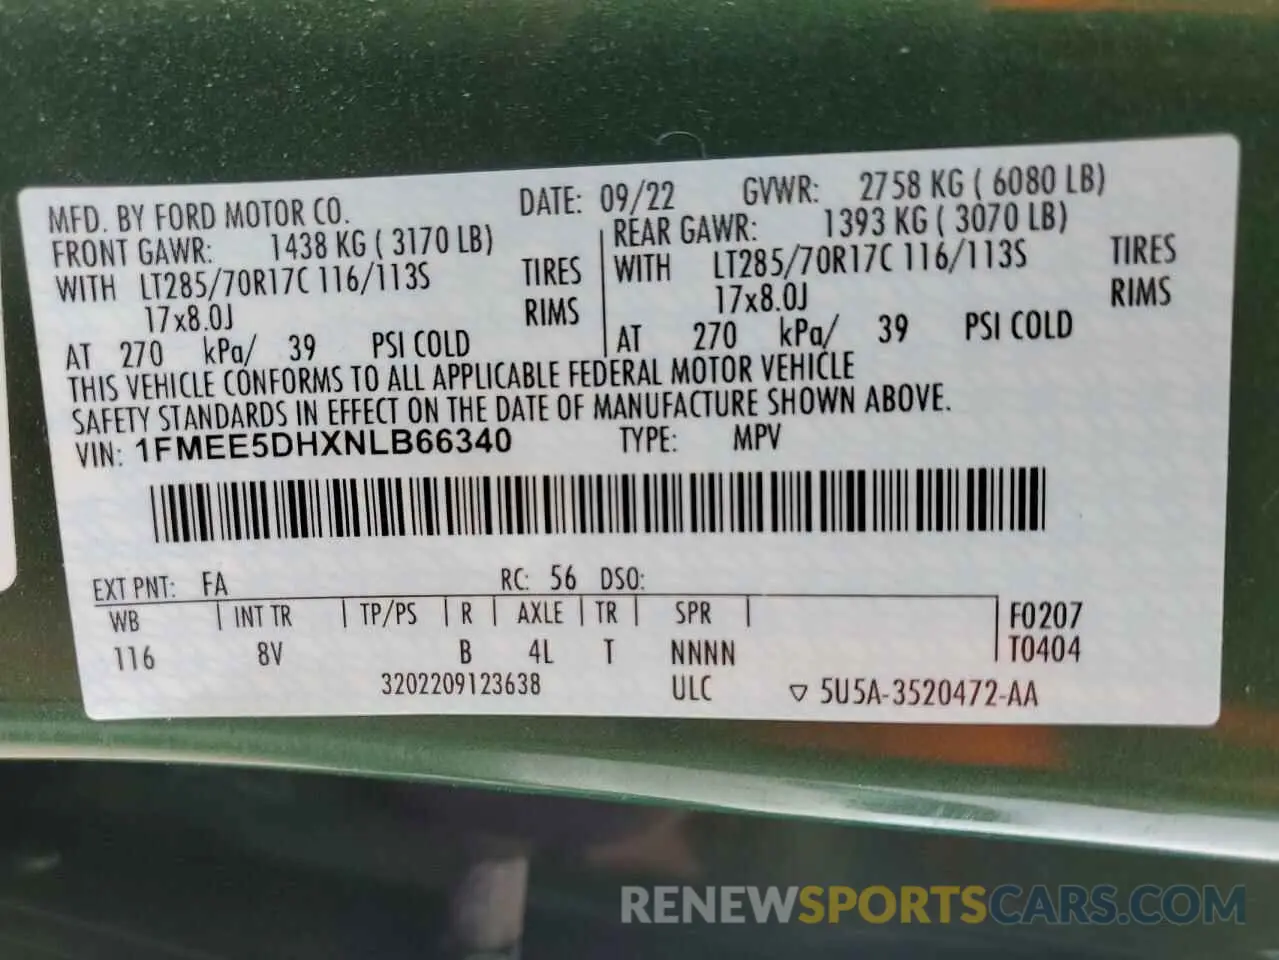 MFD. BY FORD MOTOR CO. DATE: 09/22 GVWR: 2758 KG ( 6080 LB)
FRONT GAWR: 1438 KG ( 3170 LB) REAR GAWR: 1393 KG ( 3070 LB)
WITH LT285/70R17C 116/113S TIRES WITH LT285/70R17C 116/113S TIRES
17x8.0J RIMS 17x8.0J RIMS
AT 270 kPa/ 39 PSI COLD AT 270 kPa/ 39 PSI COLD
THIS VEHICLE CONFORMS TO ALL APPLICABLE FEDERAL MOTOR VEHICLE
SAFETY STANDARDS IN EFFECT ON THE DATE OF MANUFACTURE SHOWN ABOVE.
VIN: 1FMEE5DHXNLB66340 TYPE: MPV
EXT PNT: FA RC: 56 DSO:
WB INT TR TP/PS R AXLE TR SPR F0207
116 8V B 4L T NNNN T0404
3202209123638 ULC ▽ 5U5A-3520472-AA
RENEWSPORTSCARS.COM